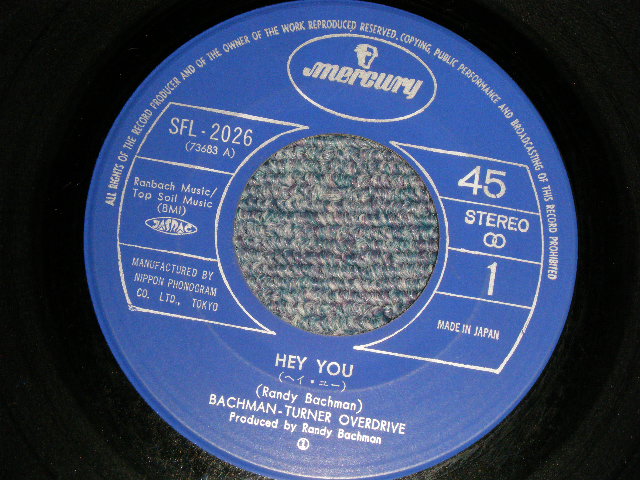 ALL RIGHTS OF THE RECORD PRODUCER AND OF THE OWNER OF THE WORK REPRODUCED RESERVED. COPYING, PUBLIC PERFORMANCE AND BROADCASTING OF THIS RECORD PROHIBITED
mercury
SFL-2026
(73683 A)
Ranbach Music/
Top Soil Music
(BMI)
JASRAC
MANUFACTURED BY
NIPPON PHONOGRAM
CO. LTD., TOKYO
45
STEREO
1
MADE IN JAPAN
HEY YOU
(ヘイ・ユー)
(Randy Bachman)
BACHMAN-TURNER OVERDRIVE
Produced by Randy Bachman